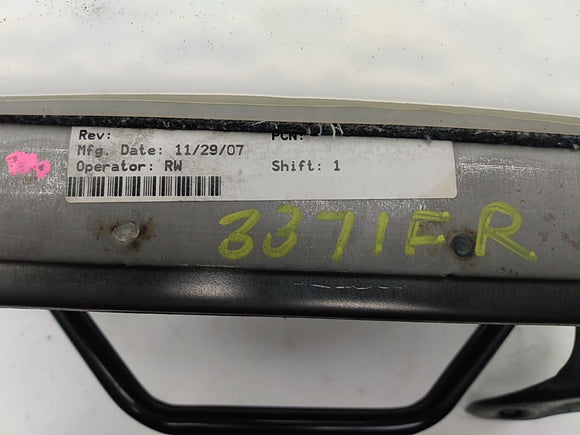 Rev: PCN:
Mfg. Date: 11/29/07
Operator: RW Shift: 1
3371FR